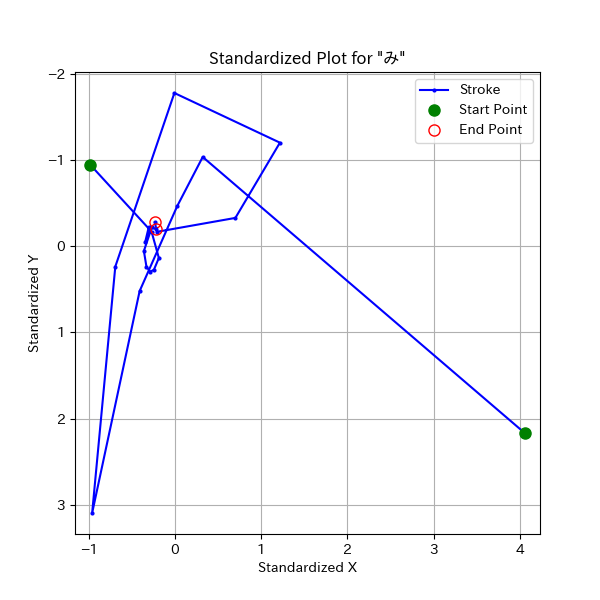 Standardized Plot for "み"
Stroke
Start Point
End Point
Standardized Y
−2
−1
0
1
2
3
−1 0 1 2 3 4
Standardized X